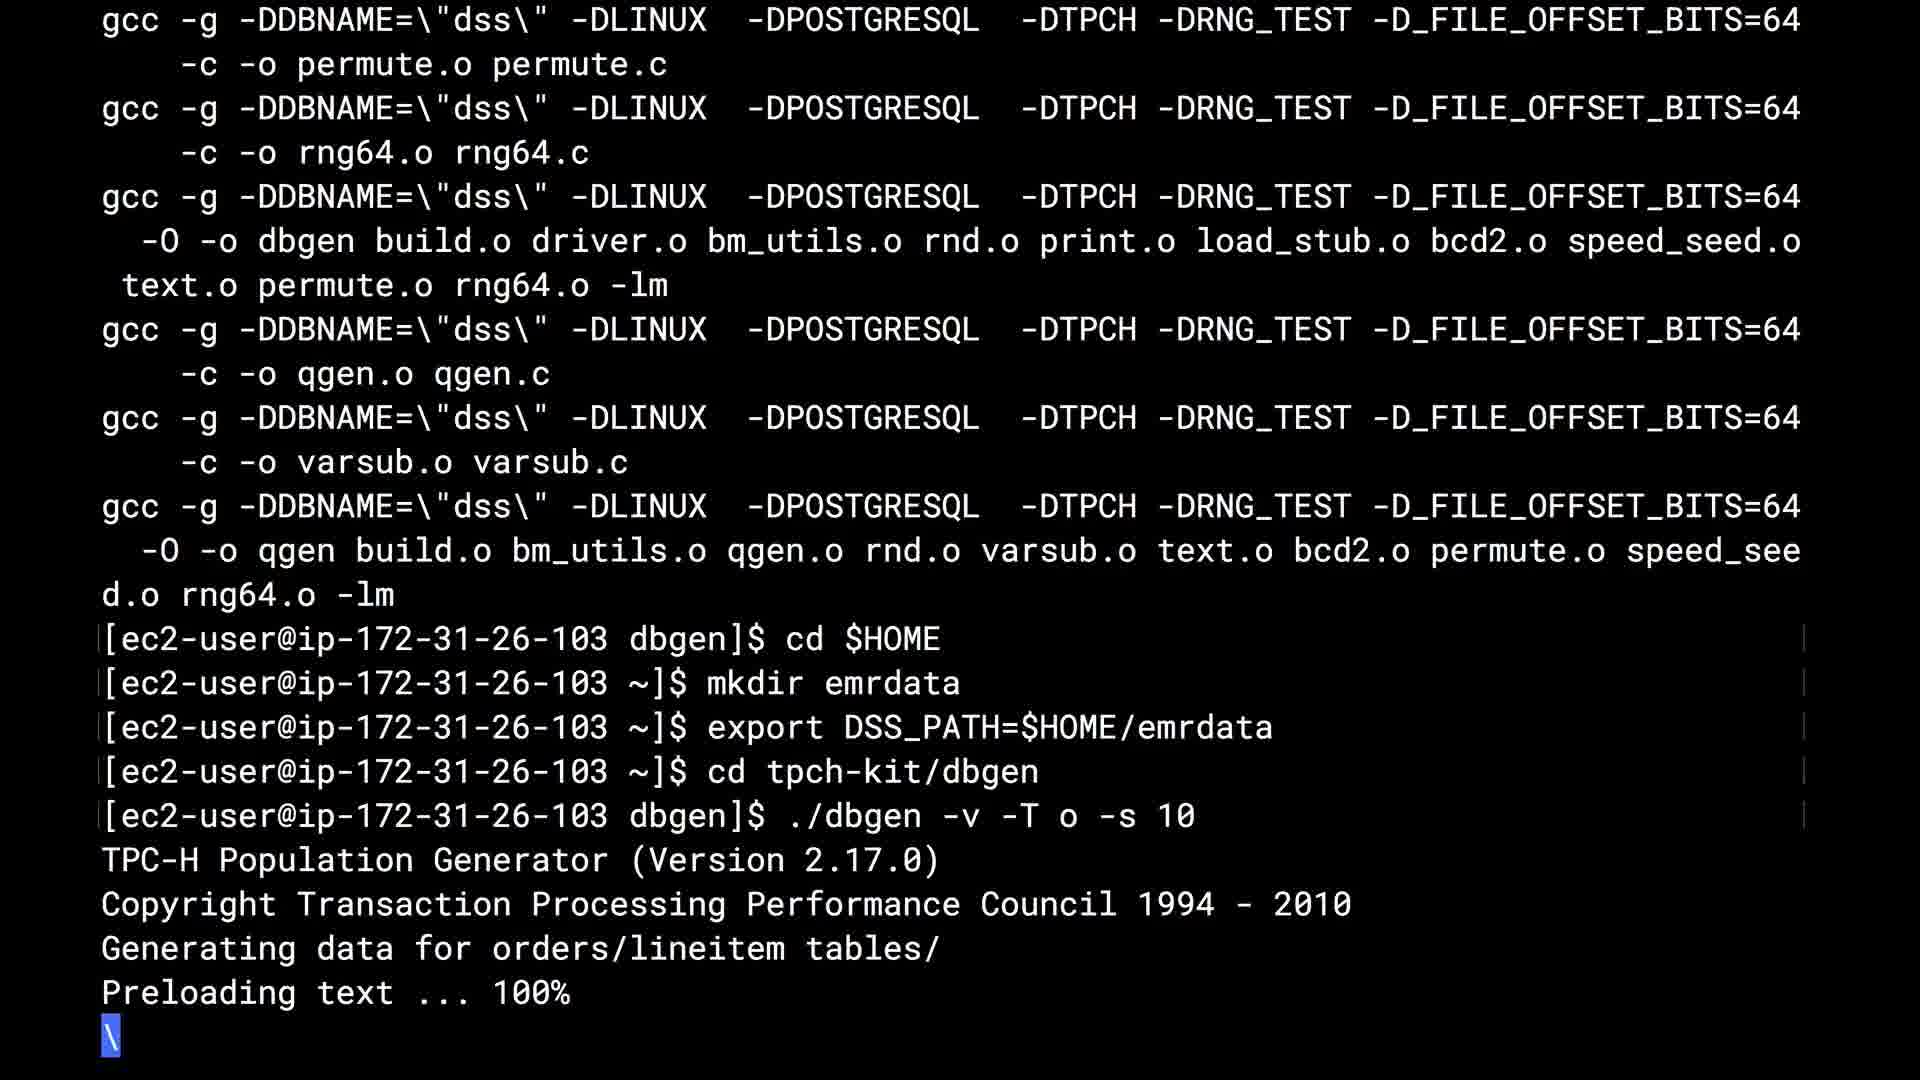 gcc -g -DDBNAME=\"dss\" -DLINUX  -DPOSTGRESQL  -DTPCH -DRNG_TEST -D_FILE_OFFSET_BITS=64
    -c -o permute.o permute.c
gcc -g -DDBNAME=\"dss\" -DLINUX  -DPOSTGRESQL  -DTPCH -DRNG_TEST -D_FILE_OFFSET_BITS=64
    -c -o rng64.o rng64.c
gcc -g -DDBNAME=\"dss\" -DLINUX  -DPOSTGRESQL  -DTPCH -DRNG_TEST -D_FILE_OFFSET_BITS=64
  -O -o dbgen build.o driver.o bm_utils.o rnd.o print.o load_stub.o bcd2.o speed_seed.o
 text.o permute.o rng64.o -lm
gcc -g -DDBNAME=\"dss\" -DLINUX  -DPOSTGRESQL  -DTPCH -DRNG_TEST -D_FILE_OFFSET_BITS=64
    -c -o qgen.o qgen.c
gcc -g -DDBNAME=\"dss\" -DLINUX  -DPOSTGRESQL  -DTPCH -DRNG_TEST -D_FILE_OFFSET_BITS=64
    -c -o varsub.o varsub.c
gcc -g -DDBNAME=\"dss\" -DLINUX  -DPOSTGRESQL  -DTPCH -DRNG_TEST -D_FILE_OFFSET_BITS=64
  -O -o qgen build.o bm_utils.o qgen.o rnd.o varsub.o text.o bcd2.o permute.o speed_see
d.o rng64.o -lm
[ec2-user@ip-172-31-26-103 dbgen]$ cd $HOME
[ec2-user@ip-172-31-26-103 ~]$ mkdir emrdata
[ec2-user@ip-172-31-26-103 ~]$ export DSS_PATH=$HOME/emrdata
[ec2-user@ip-172-31-26-103 ~]$ cd tpch-kit/dbgen
[ec2-user@ip-172-31-26-103 dbgen]$ ./dbgen -v -T o -s 10
TPC-H Population Generator (Version 2.17.0)
Copyright Transaction Processing Performance Council 1994 - 2010
Generating data for orders/lineitem tables/
Preloading text ... 100%
\